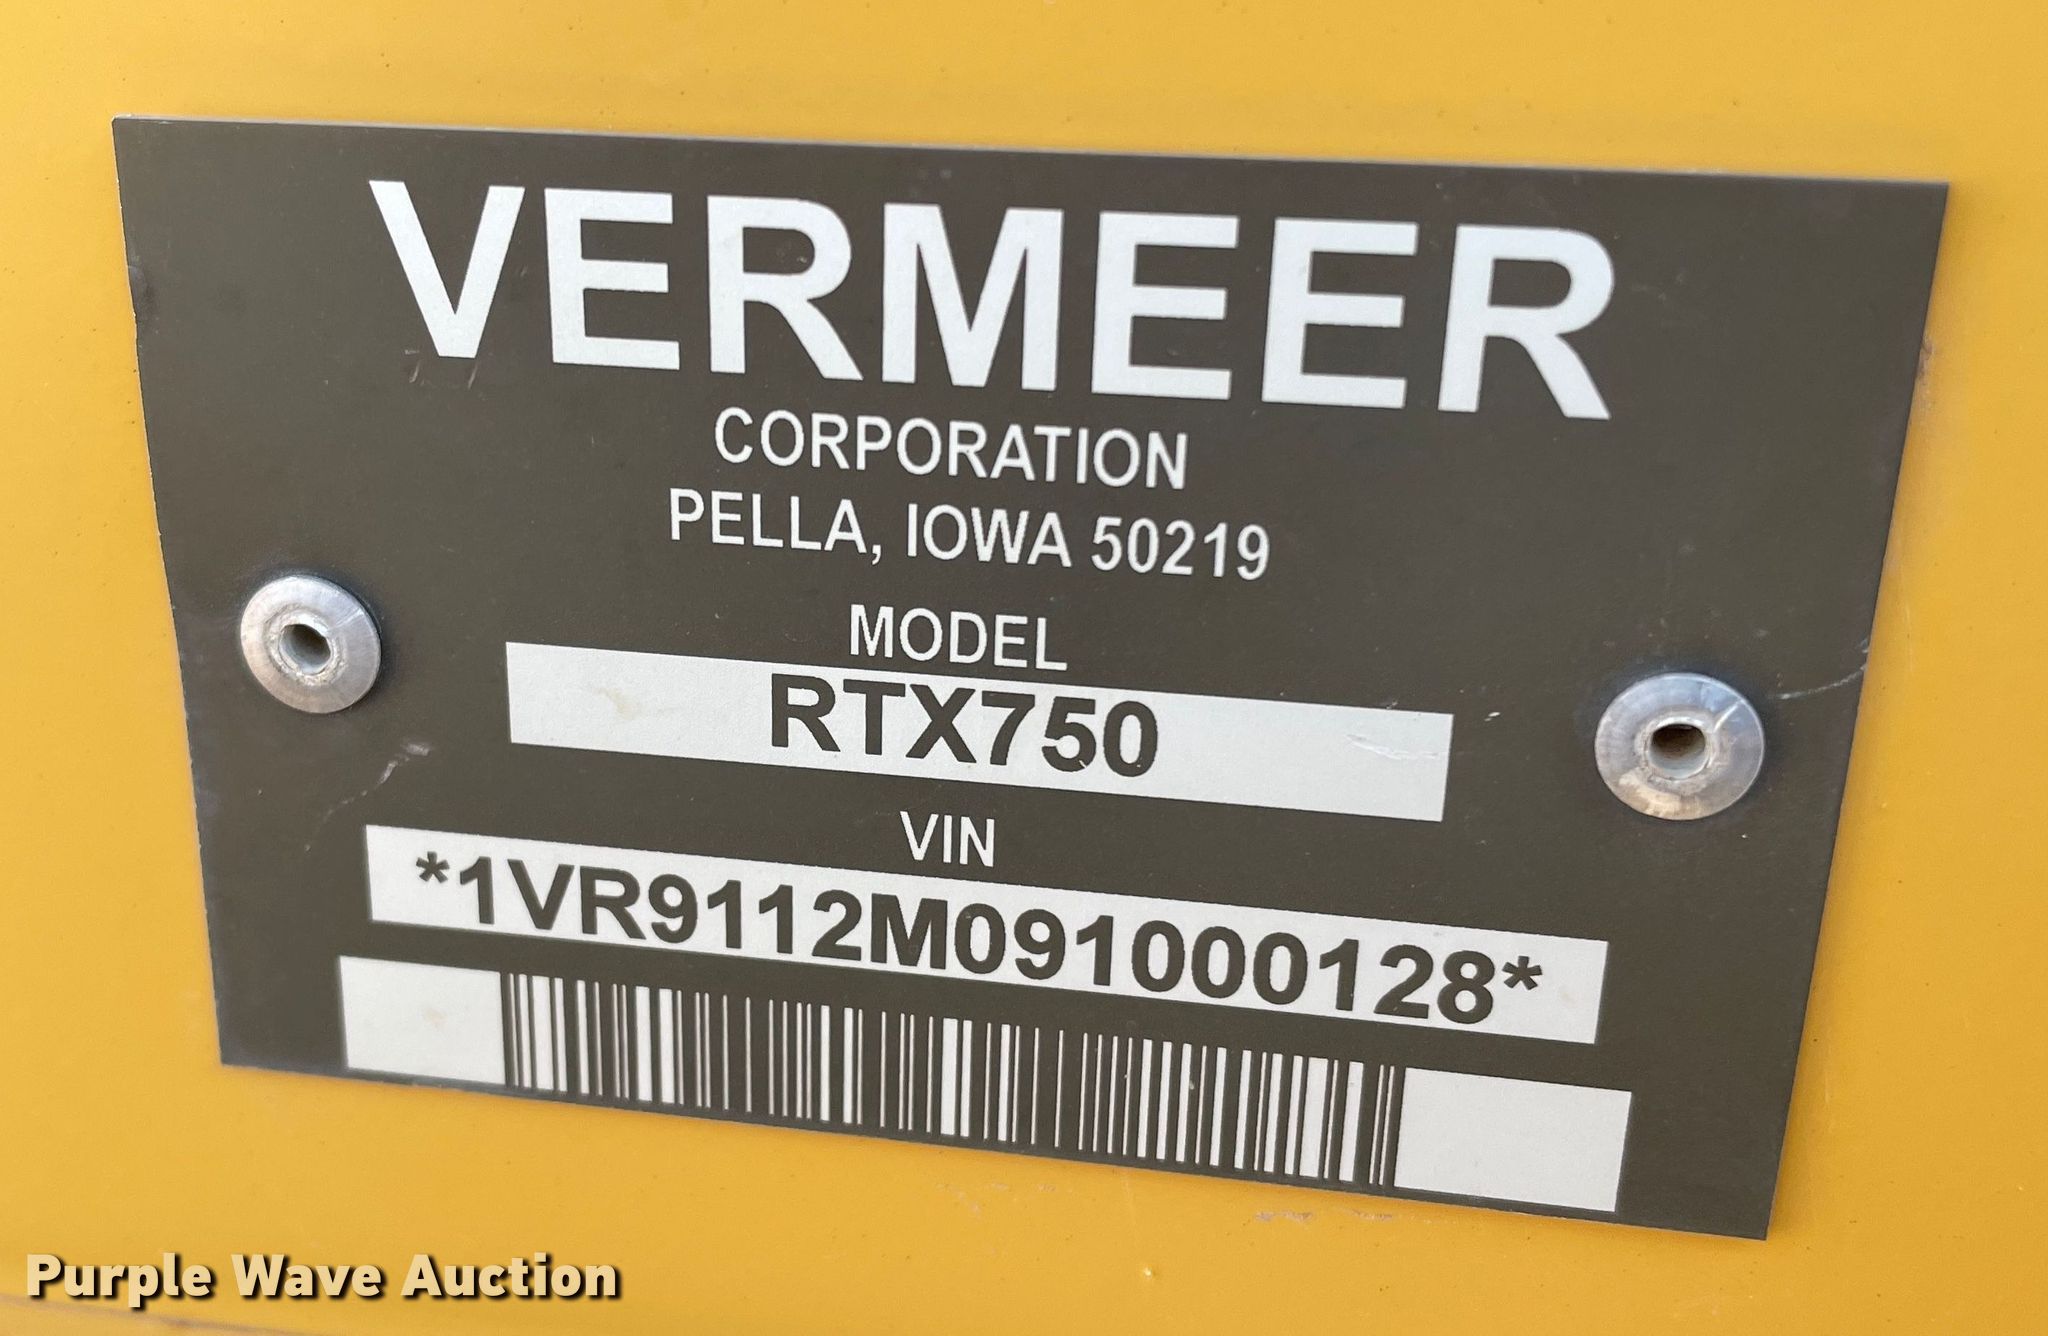 VERMEER
CORPORATION
PELLA, IOWA 50219
MODEL
RTX750
VIN
*1VR9112M091000128*
Purple Wave Auction